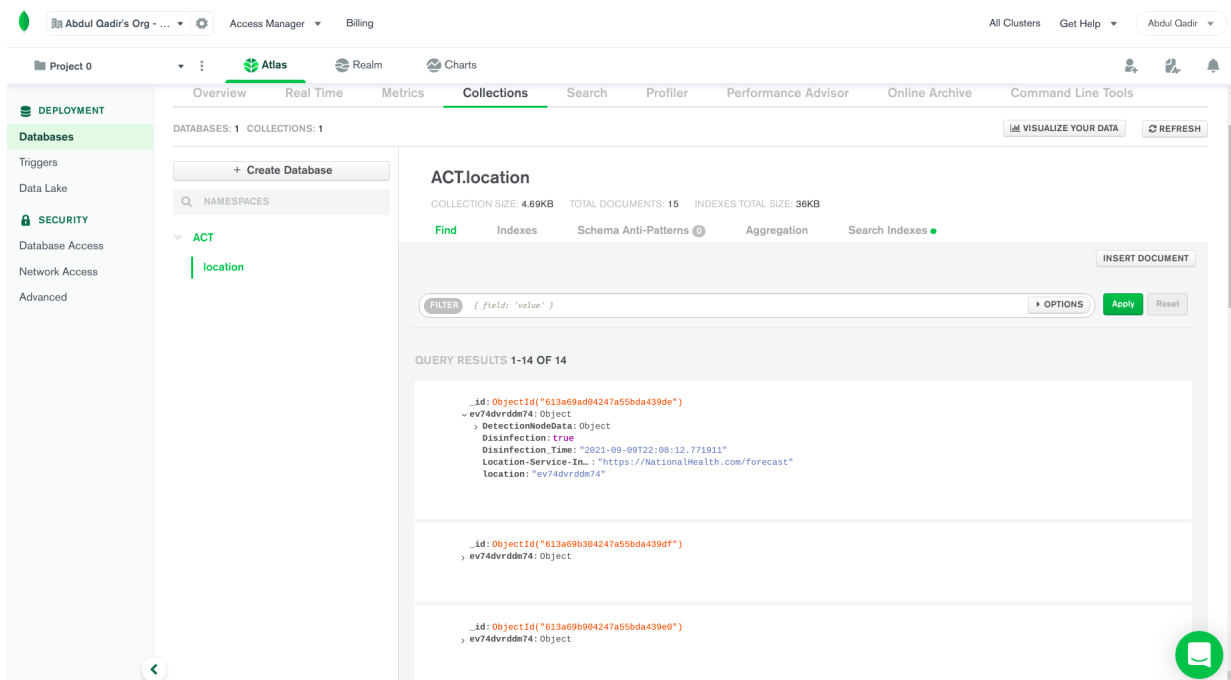 Abdul Qadir's Org - ... Access Manager Billing All Clusters Get Help Abdul Qadir
Project 0 Atlas Realm Charts
DEPLOYMENT
Databases
Triggers
Data Lake
SECURITY
Database Access
Network Access
Advanced
Overview Real Time Metrics Collections Search Profiler Performance Advisor Online Archive Command Line Tools
DATABASES: 1 COLLECTIONS: 1 VISUALIZE YOUR DATA REFRESH
+ Create Database
NAMESPACES
ACT
location
ACT.location
COLLECTION SIZE: 4.69KB TOTAL DOCUMENTS: 15 INDEXES TOTAL SIZE: 36KB
Find Indexes Schema Anti-Patterns 0 Aggregation Search Indexes
INSERT DOCUMENT
FILTER { field: 'value' } OPTIONS Apply Reset
QUERY RESULTS 1-14 OF 14
_id: ObjectId("613a69ad04247a55bda439de")
ev74dvrddm74: Object
DetectionNodeData: Object
Disinfection: true
Disinfection_Time: "2021-09-09T22:08:12.771911"
Location-Service-In… : "https://NationalHealth.com/forecast"
location: "ev74dvrddm74"
_id: ObjectId("613a69b304247a55bda439df")
ev74dvrddm74: Object
_id: ObjectId("613a69b904247a55bda439e0")
ev74dvrddm74: Object